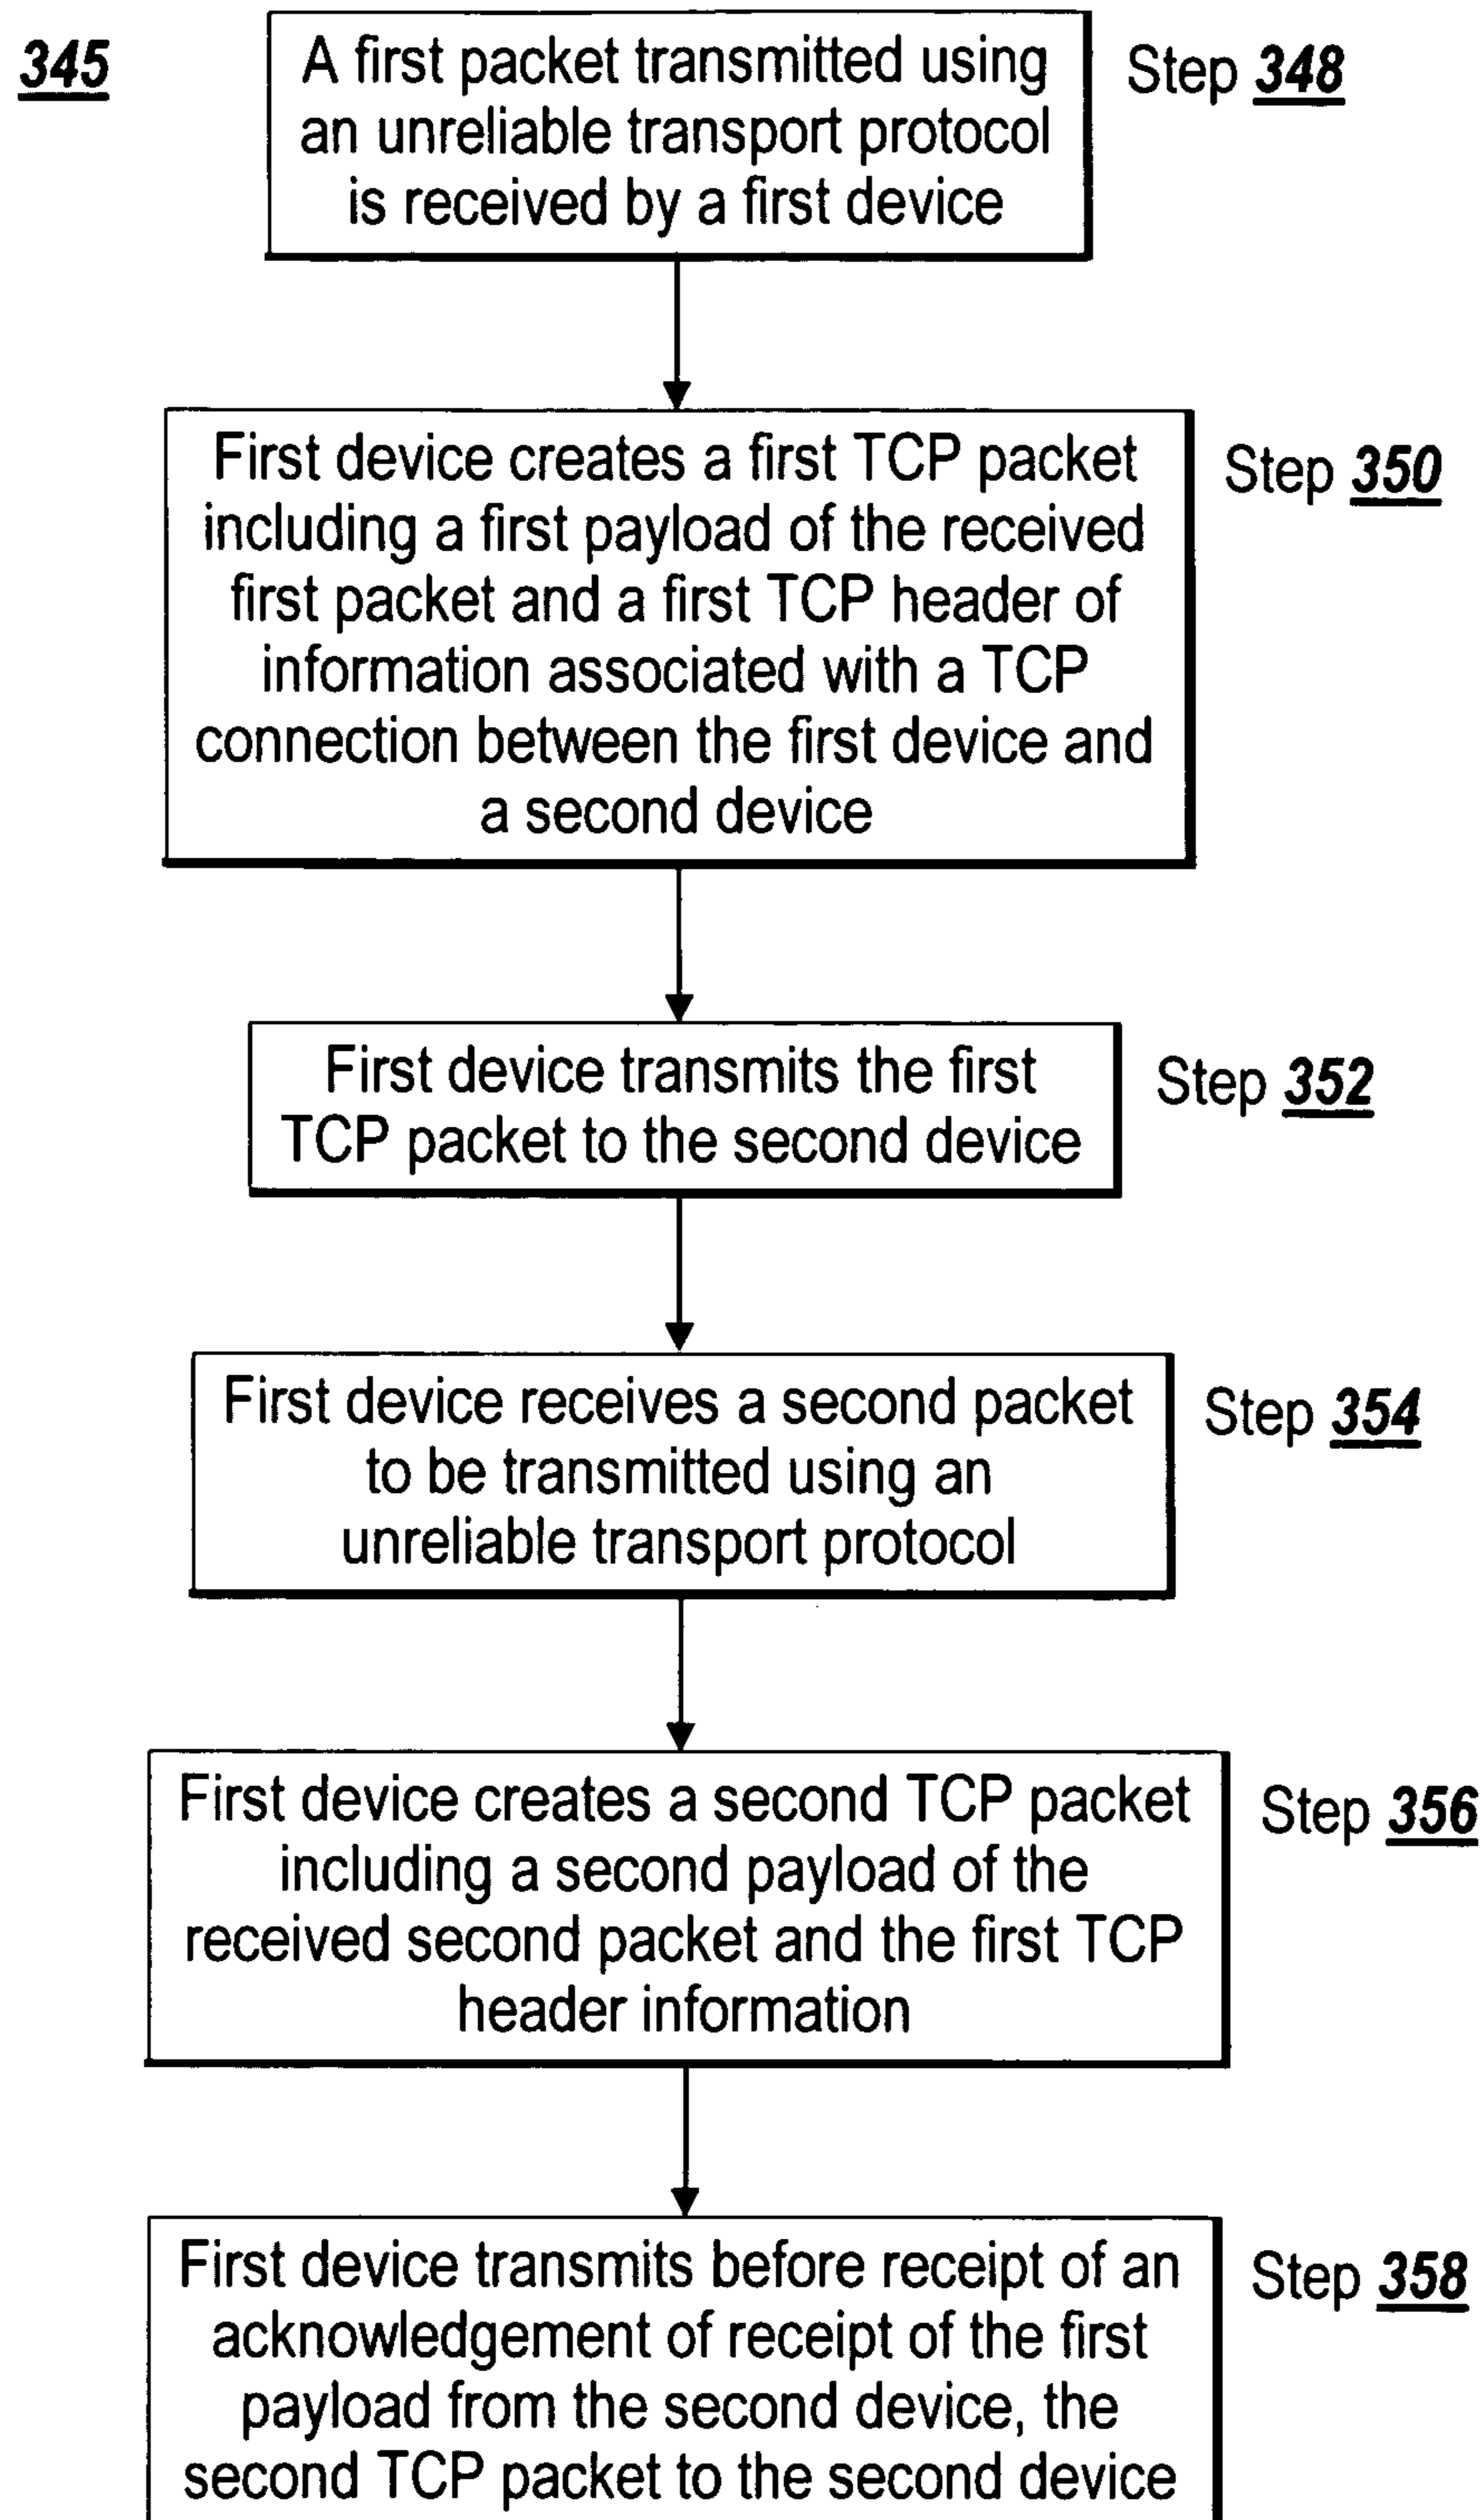 345
A first packet transmitted using
an unreliable transport protocol
is received by a first device
Step 348
First device creates a first TCP packet
including a first payload of the received
first packet and a first TCP header of
information associated with a TCP
connection between the first device and
a second device
Step 350
First device transmits the first
TCP packet to the second device
Step 352
First device receives a second packet
to be transmitted using an
unreliable transport protocol
Step 354
First device creates a second TCP packet
including a second payload of the
received second packet and the first TCP
header information
Step 356
First device transmits before receipt of an
acknowledgement of receipt of the first
payload from the second device, the
second TCP packet to the second device
Step 358